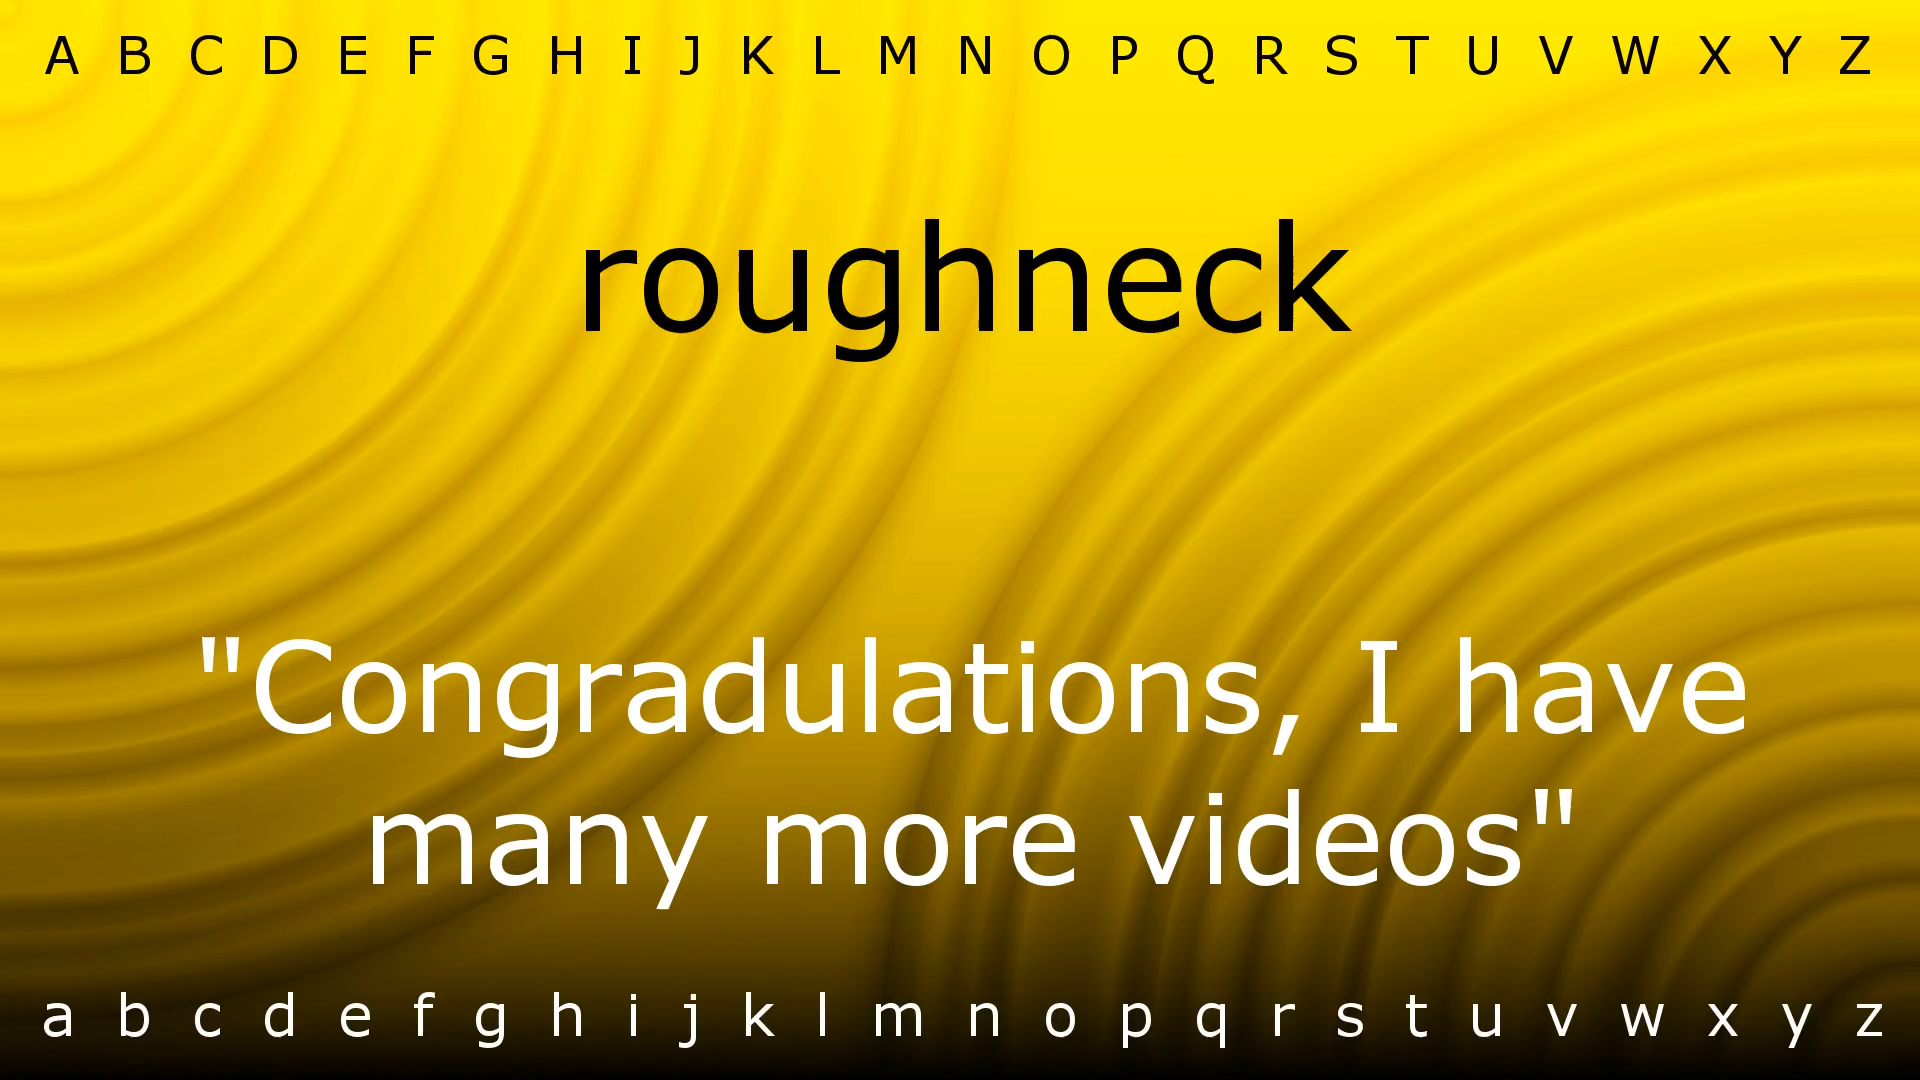 A B C D E F G H I J K L M N O P Q R S T U V W X Y Z
roughneck
"Congradulations, I have
many more videos"
a b c d e f g h i j k l m n o p q r s t u v w x y z